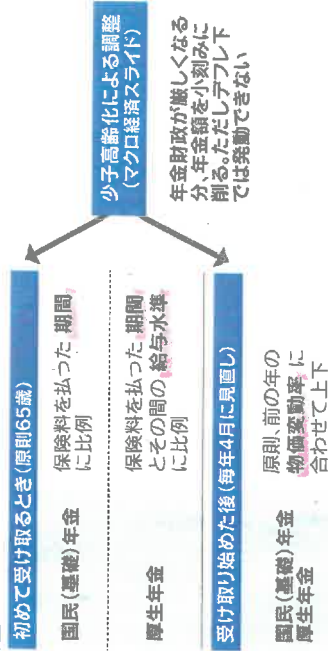 初めて受け取るとき(原則65歳)
国民(基礎)年金
保険料を払った 期間
に比例
厚生年金
保険料を払った 期間
とその間の 給与水準
に比例
受け取り始めた後(毎年4月に見直し)
国民(基礎)年金
厚生年金
原則、前の年の
物価変動率 に
合わせて上下
少子高齢化による調整
(マクロ経済スライド)
年金財政が厳しくなる
分、年金額を小刻みに
削る。ただしデフレ下
では発動できない